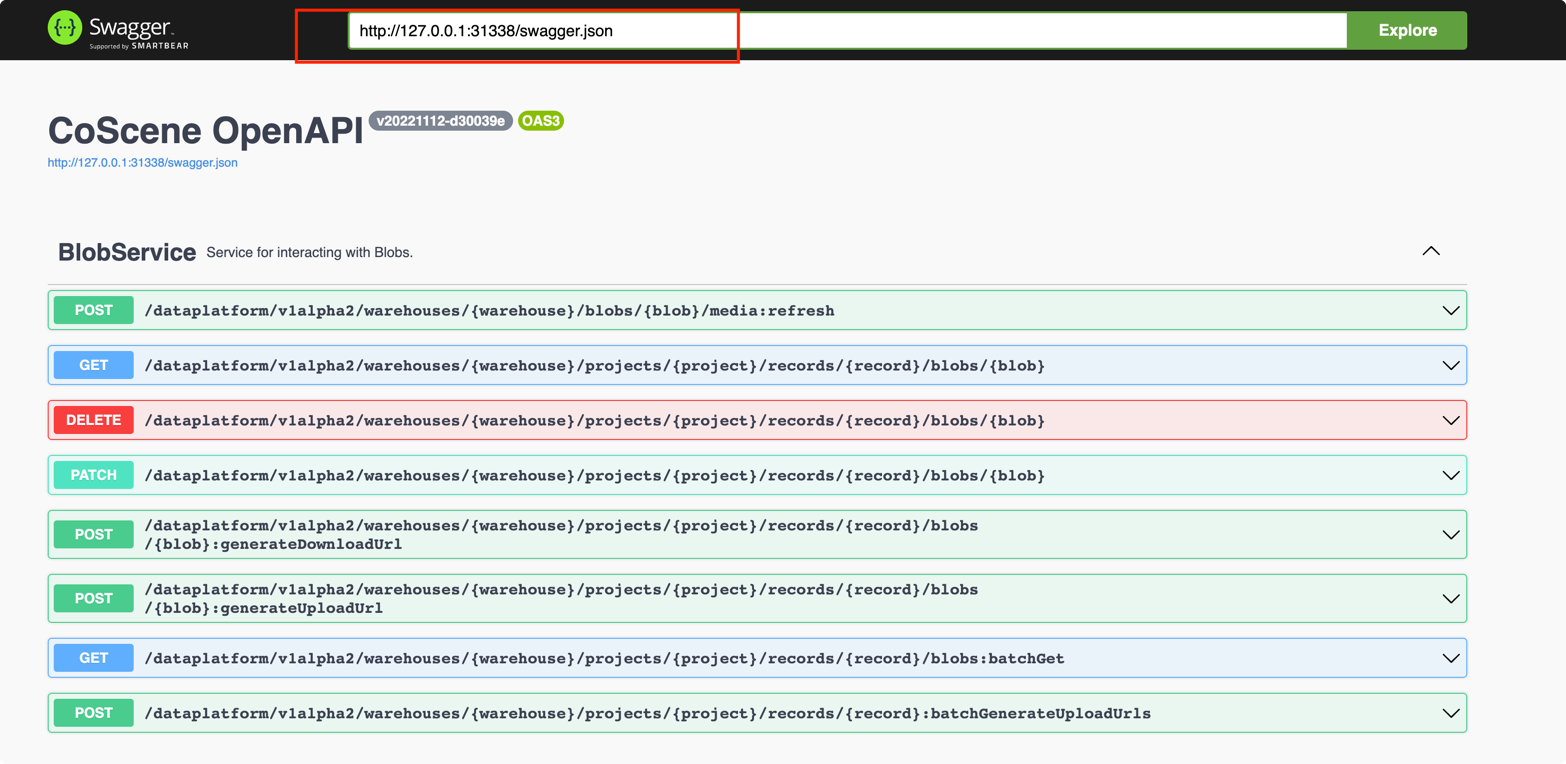 Swagger™
Supported by SMARTBEAR
http://127.0.0.1:31338/swagger.json
Explore
CoScene OpenAPI v20221112-d30039e OAS3
http://127.0.0.1:31338/swagger.json
BlobService Service for interacting with Blobs.
POST /dataplatform/v1alpha2/warehouses/{warehouse}/blobs/{blob}/media:refresh
GET /dataplatform/v1alpha2/warehouses/{warehouse}/projects/{project}/records/{record}/blobs/{blob}
DELETE /dataplatform/v1alpha2/warehouses/{warehouse}/projects/{project}/records/{record}/blobs/{blob}
PATCH /dataplatform/v1alpha2/warehouses/{warehouse}/projects/{project}/records/{record}/blobs/{blob}
POST /dataplatform/v1alpha2/warehouses/{warehouse}/projects/{project}/records/{record}/blobs
/{blob}:generateDownloadUrl
POST /dataplatform/v1alpha2/warehouses/{warehouse}/projects/{project}/records/{record}/blobs
/{blob}:generateUploadUrl
GET /dataplatform/v1alpha2/warehouses/{warehouse}/projects/{project}/records/{record}/blobs:batchGet
POST /dataplatform/v1alpha2/warehouses/{warehouse}/projects/{project}/records/{record}:batchGenerateUploadUrls